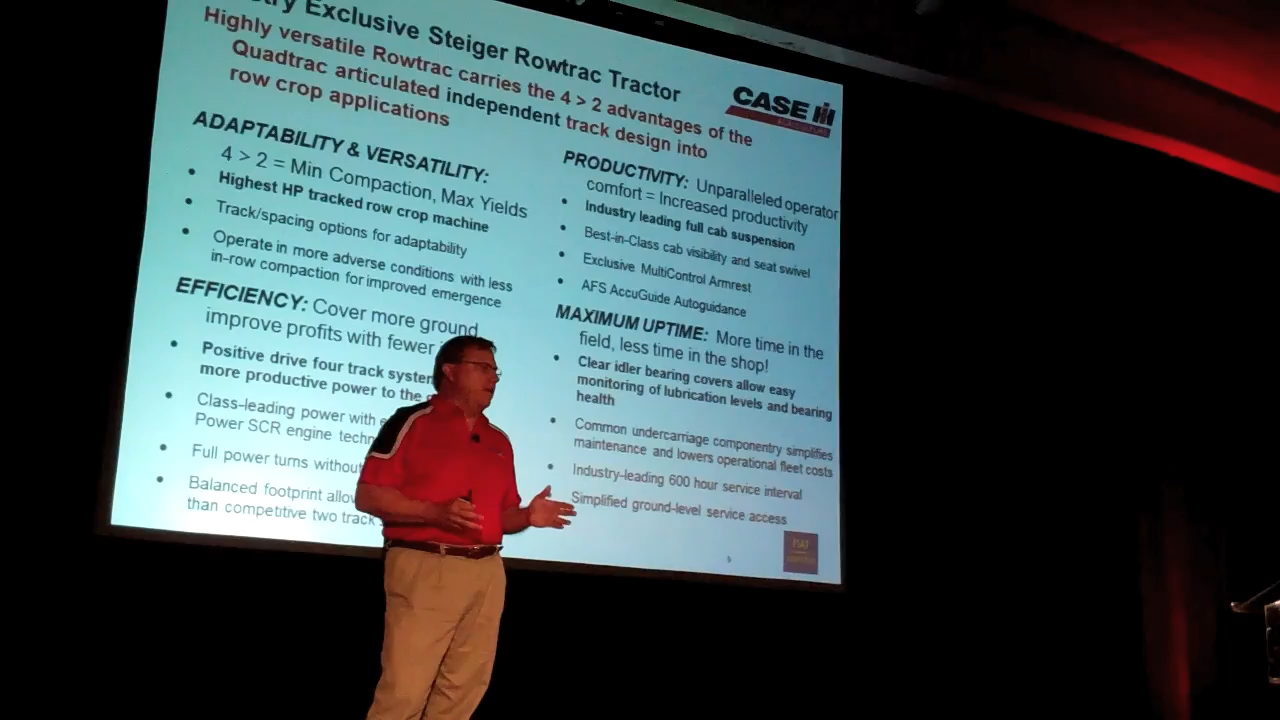 Exclusive Steiger Rowtrac Tractor
Highly versatile Rowtrac carries the 4 > 2 advantages of the
Quadtrac articulated independent track design into
row crop applications
CASE IH
AGRICULTURE
ADAPTABILITY & VERSATILITY:
4 > 2 = Min Compaction, Max Yields
• Highest HP tracked row crop machine
• Track/spacing options for adaptability
• Operate in more adverse conditions with less
in-row compaction for improved emergence
EFFICIENCY: Cover more ground
improve profits with fewer
• Positive drive four track system
more productive power to the
• Class-leading power with
Power SCR engine
• Full power turns without
• Balanced footprint
than competitive two track
PRODUCTIVITY: Unparalleled operator
comfort = Increased productivity
• Industry leading full cab suspension
• Best-in-Class cab visibility and seat swivel
• Exclusive MultiControl Armrest
• AFS AccuGuide Autoguidance
MAXIMUM UPTIME: More time in the
field, less time in the shop!
• Clear idler bearing covers allow easy
monitoring of lubrication levels and bearing
health
• Common undercarriage componentry simplifies
maintenance and lowers operational fleet costs
• Industry-leading 600 hour service interval
• Simplified ground-level service access